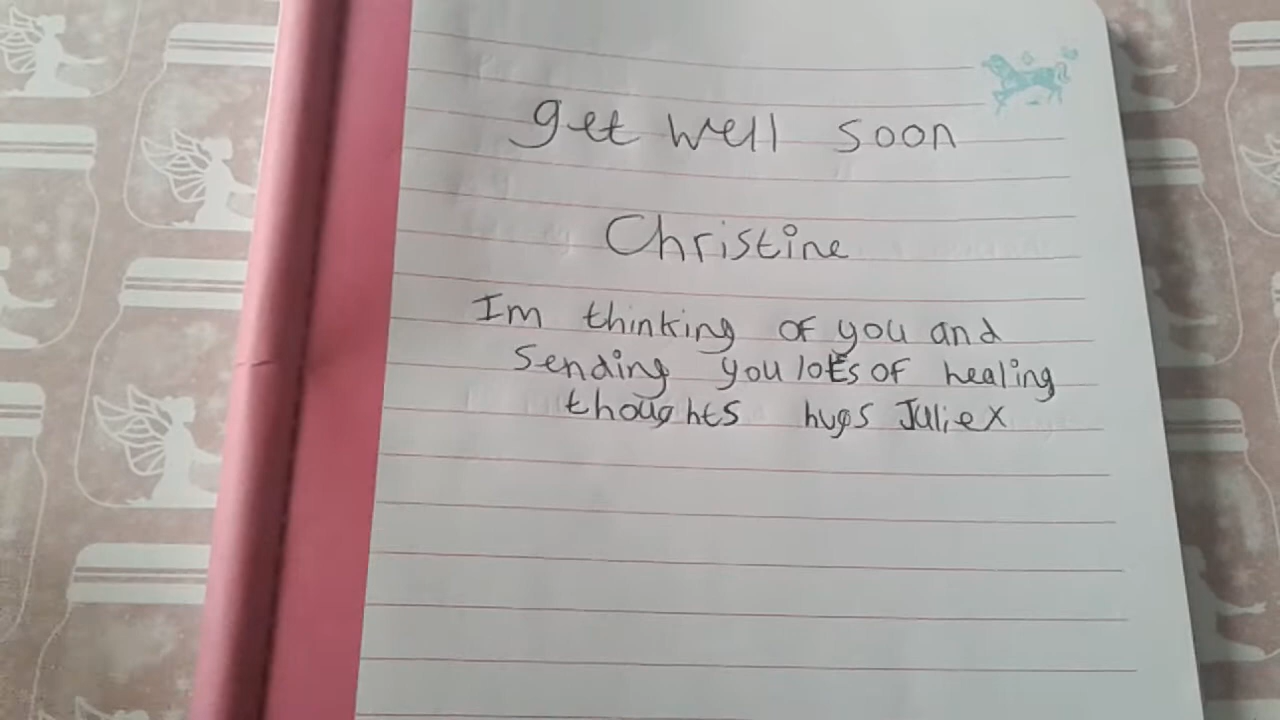 get well soon
Christine
Im thinking of you and
sending you lots of healing
thoughts hugs Julie x